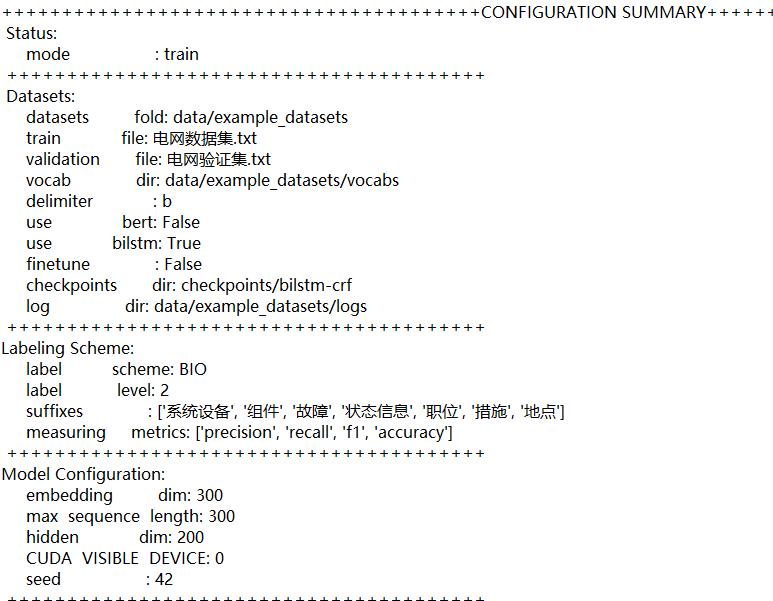 ++++++++++++++++++++++++++++++++++++++++CONFIGURATION SUMMARY++++++
Status:
mode : train
++++++++++++++++++++++++++++++++++++++++
Datasets:
datasets fold: data/example_datasets
train file: 电网数据集.txt
validation file: 电网验证集.txt
vocab dir: data/example_datasets/vocabs
delimiter : b
use bert: False
use bilstm: True
finetune : False
checkpoints dir: checkpoints/bilstm-crf
log dir: data/example_datasets/logs
++++++++++++++++++++++++++++++++++++++++
Labeling Scheme:
label scheme: BIO
label level: 2
suffixes : ['系统设备', '组件', '故障', '状态信息', '职位', '措施', '地点']
measuring metrics: ['precision', 'recall', 'f1', 'accuracy']
++++++++++++++++++++++++++++++++++++++++
Model Configuration:
embedding dim: 300
max sequence length: 300
hidden dim: 200
CUDA VISIBLE DEVICE: 0
seed : 42
++++++++++++++++++++++++++++++++++++++++